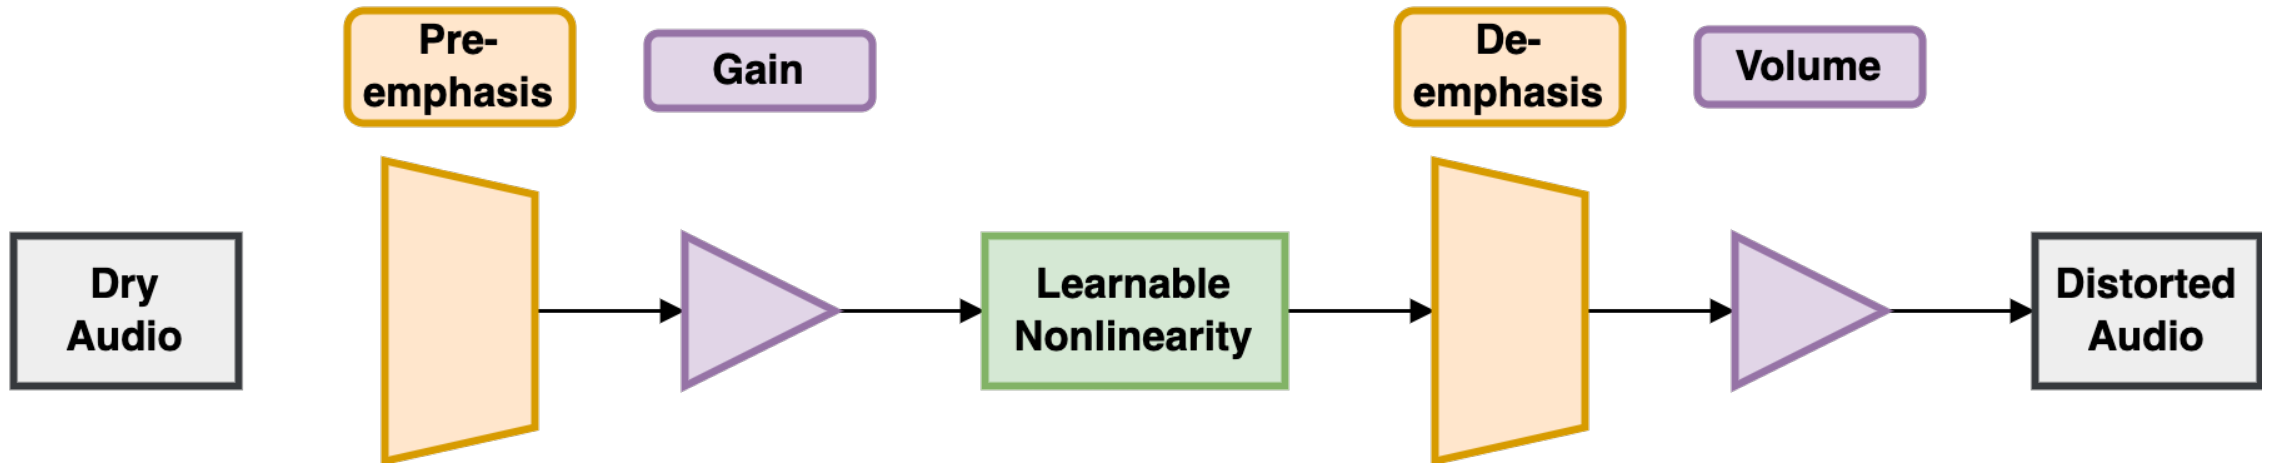 Pre-
emphasis
Gain
De-
emphasis
Volume
Dry
Audio
Learnable
Nonlinearity
Distorted
Audio